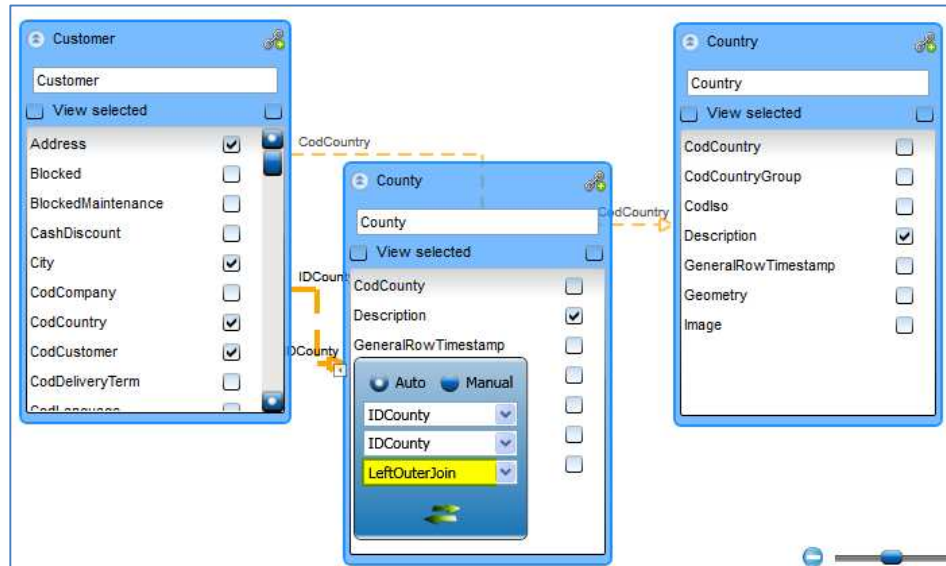 Customer
Customer
View selected
Address
Blocked
BlockedMaintenance
CashDiscount
City
CodCompany
CodCountry
CodCustomer
CodDeliveryTerm
CodLanguage
CodCountry
IDCounty
IDCounty
County
County
View selected
CodCounty
Description
GeneralRowTimestamp
Auto Manual
IDCounty
IDCounty
LeftOuterJoin
CodCountry
Country
Country
View selected
CodCountry
CodCountryGroup
CodIso
Description
GeneralRowTimestamp
Geometry
Image